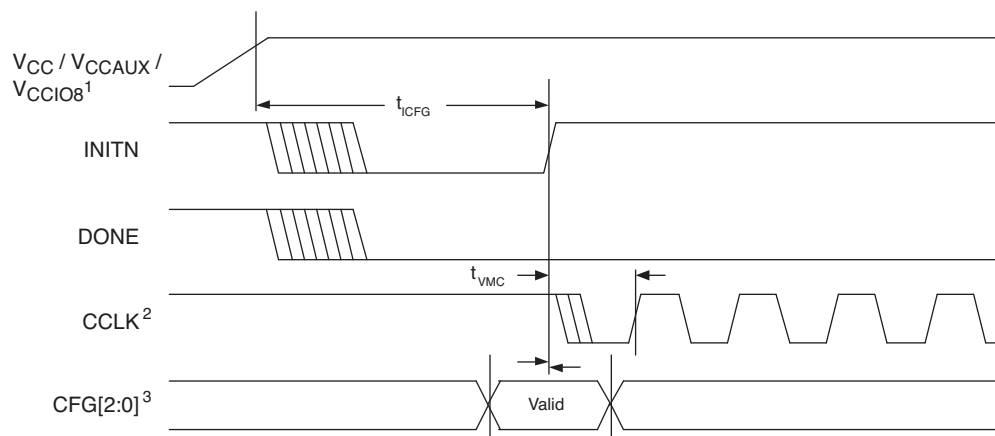 VCC / VCCAUX /
VCCIO8¹
tICFG
INITN
DONE
tVMC
CCLK²
CFG[2:0]³
Valid